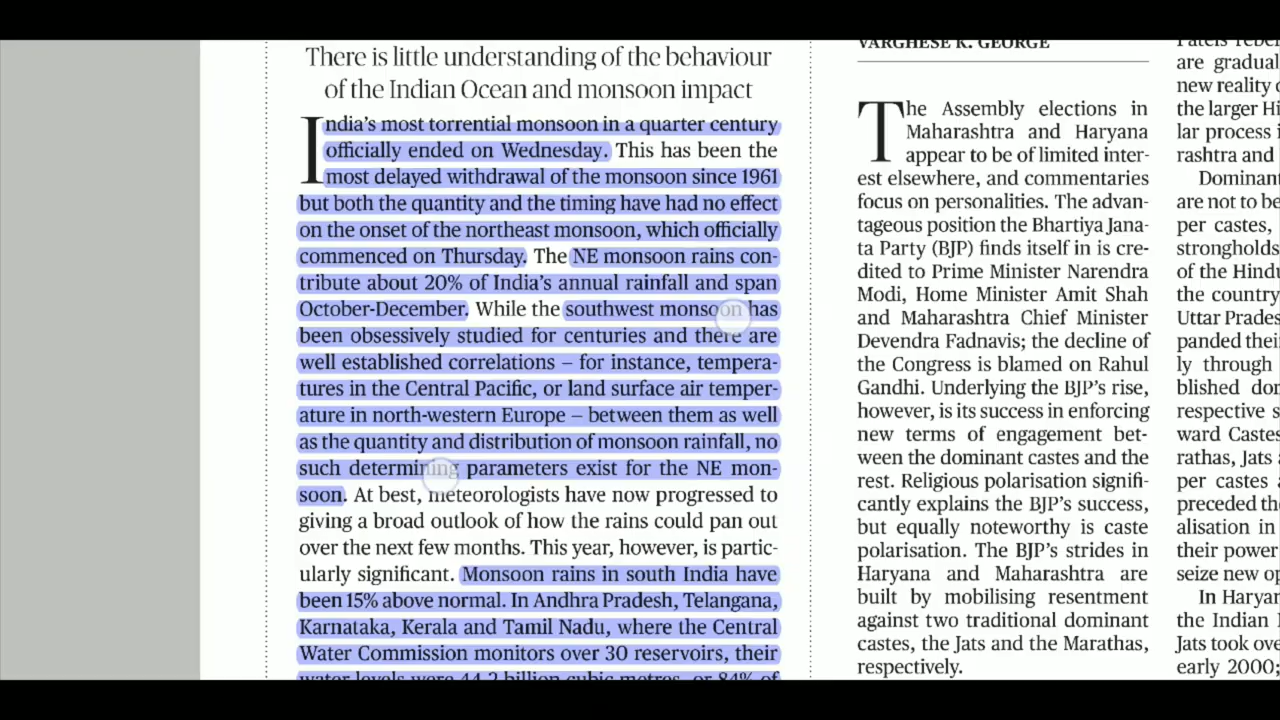 There is little understanding of the behaviour
of the Indian Ocean and monsoon impact
India's most torrential monsoon in a quarter century
officially ended on Wednesday. This has been the
most delayed withdrawal of the monsoon since 1961
but both the quantity and the timing have had no effect
on the onset of the northeast monsoon, which officially
commenced on Thursday. The NE monsoon rains con-
tribute about 20% of India's annual rainfall and span
October-December. While the southwest monsoon has
been obsessively studied for centuries and there are
well established correlations – for instance, tempera-
tures in the Central Pacific, or land surface air temper-
ature in north-western Europe – between them as well
as the quantity and distribution of monsoon rainfall, no
such determining parameters exist for the NE mon-
soon. At best, meteorologists have now progressed to
giving a broad outlook of how the rains could pan out
over the next few months. This year, however, is partic-
ularly significant. Monsoon rains in south India have
been 15% above normal. In Andhra Pradesh, Telangana,
Karnataka, Kerala and Tamil Nadu, where the Central
Water Commission monitors over 30 reservoirs, their
water levels were 44.2 billion cubic metres, or 84% of
VARGHESE K. GEORGE
The Assembly elections in
Maharashtra and Haryana
appear to be of limited inter-
est elsewhere, and commentaries
focus on personalities. The advan-
tageous position the Bhartiya Jana-
ta Party (BJP) finds itself in is cre-
dited to Prime Minister Narendra
Modi, Home Minister Amit Shah
and Maharashtra Chief Minister
Devendra Fadnavis; the decline of
the Congress is blamed on Rahul
Gandhi. Underlying the BJP's rise,
however, is its success in enforcing
new terms of engagement bet-
ween the dominant castes and the
rest. Religious polarisation signifi-
cantly explains the BJP's success,
but equally noteworthy is caste
polarisation. The BJP's strides in
Haryana and Maharashtra are
built by mobilising resentment
against two traditional dominant
castes, the Jats and the Marathas,
respectively.
Patels rebel
are gradual
new reality o
the larger Hi
lar process i
rashtra and
Dominant
are not to be
per castes,
strongholds
of the Hindu
the country
Uttar Prades
panded thei
ly through
blished dor
respective s
ward Castes
rathas, Jats a
per castes a
preceded the
alisation in
their power
seize new op
In Haryan
the Indian
Jats took ove
early 2000;